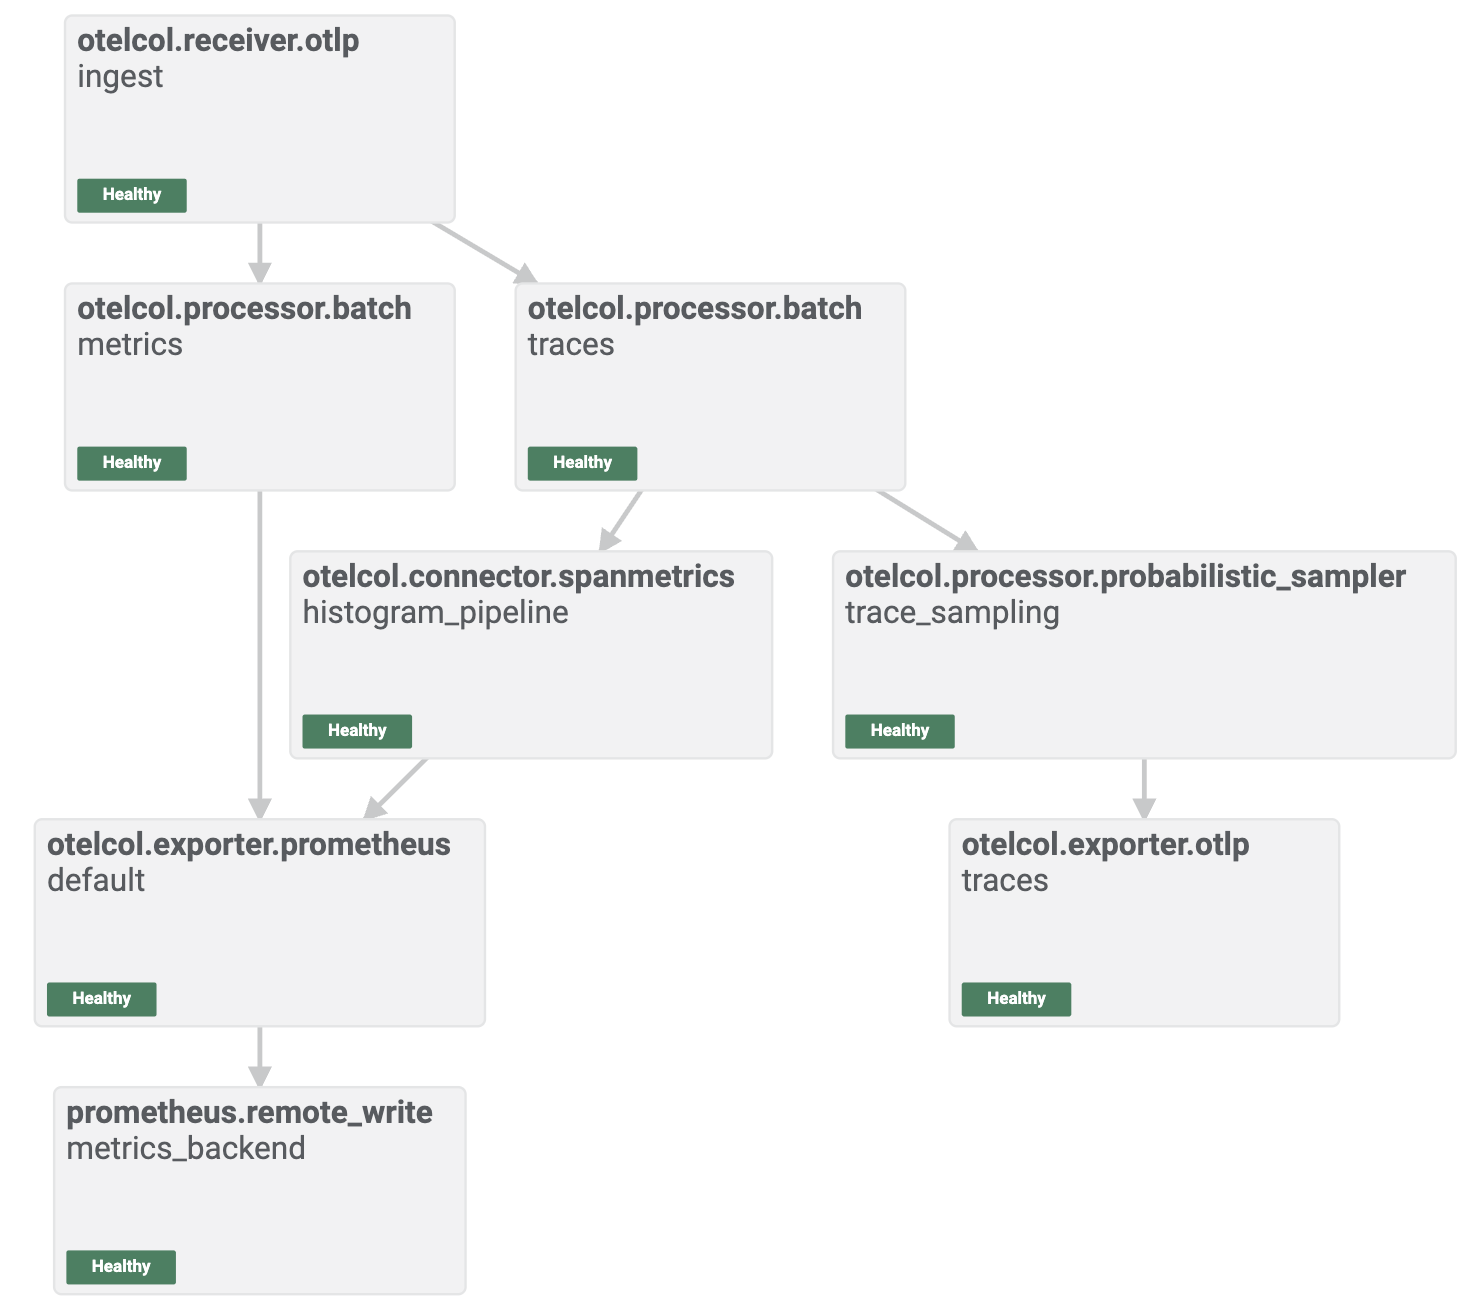 otelcol.receiver.otlp
ingest
Healthy
otelcol.processor.batch
metrics
Healthy
otelcol.processor.batch
traces
Healthy
otelcol.connector.spanmetrics
histogram_pipeline
Healthy
otelcol.processor.probabilistic_sampler
trace_sampling
Healthy
otelcol.exporter.prometheus
default
Healthy
otelcol.exporter.otlp
traces
Healthy
prometheus.remote_write
metrics_backend
Healthy